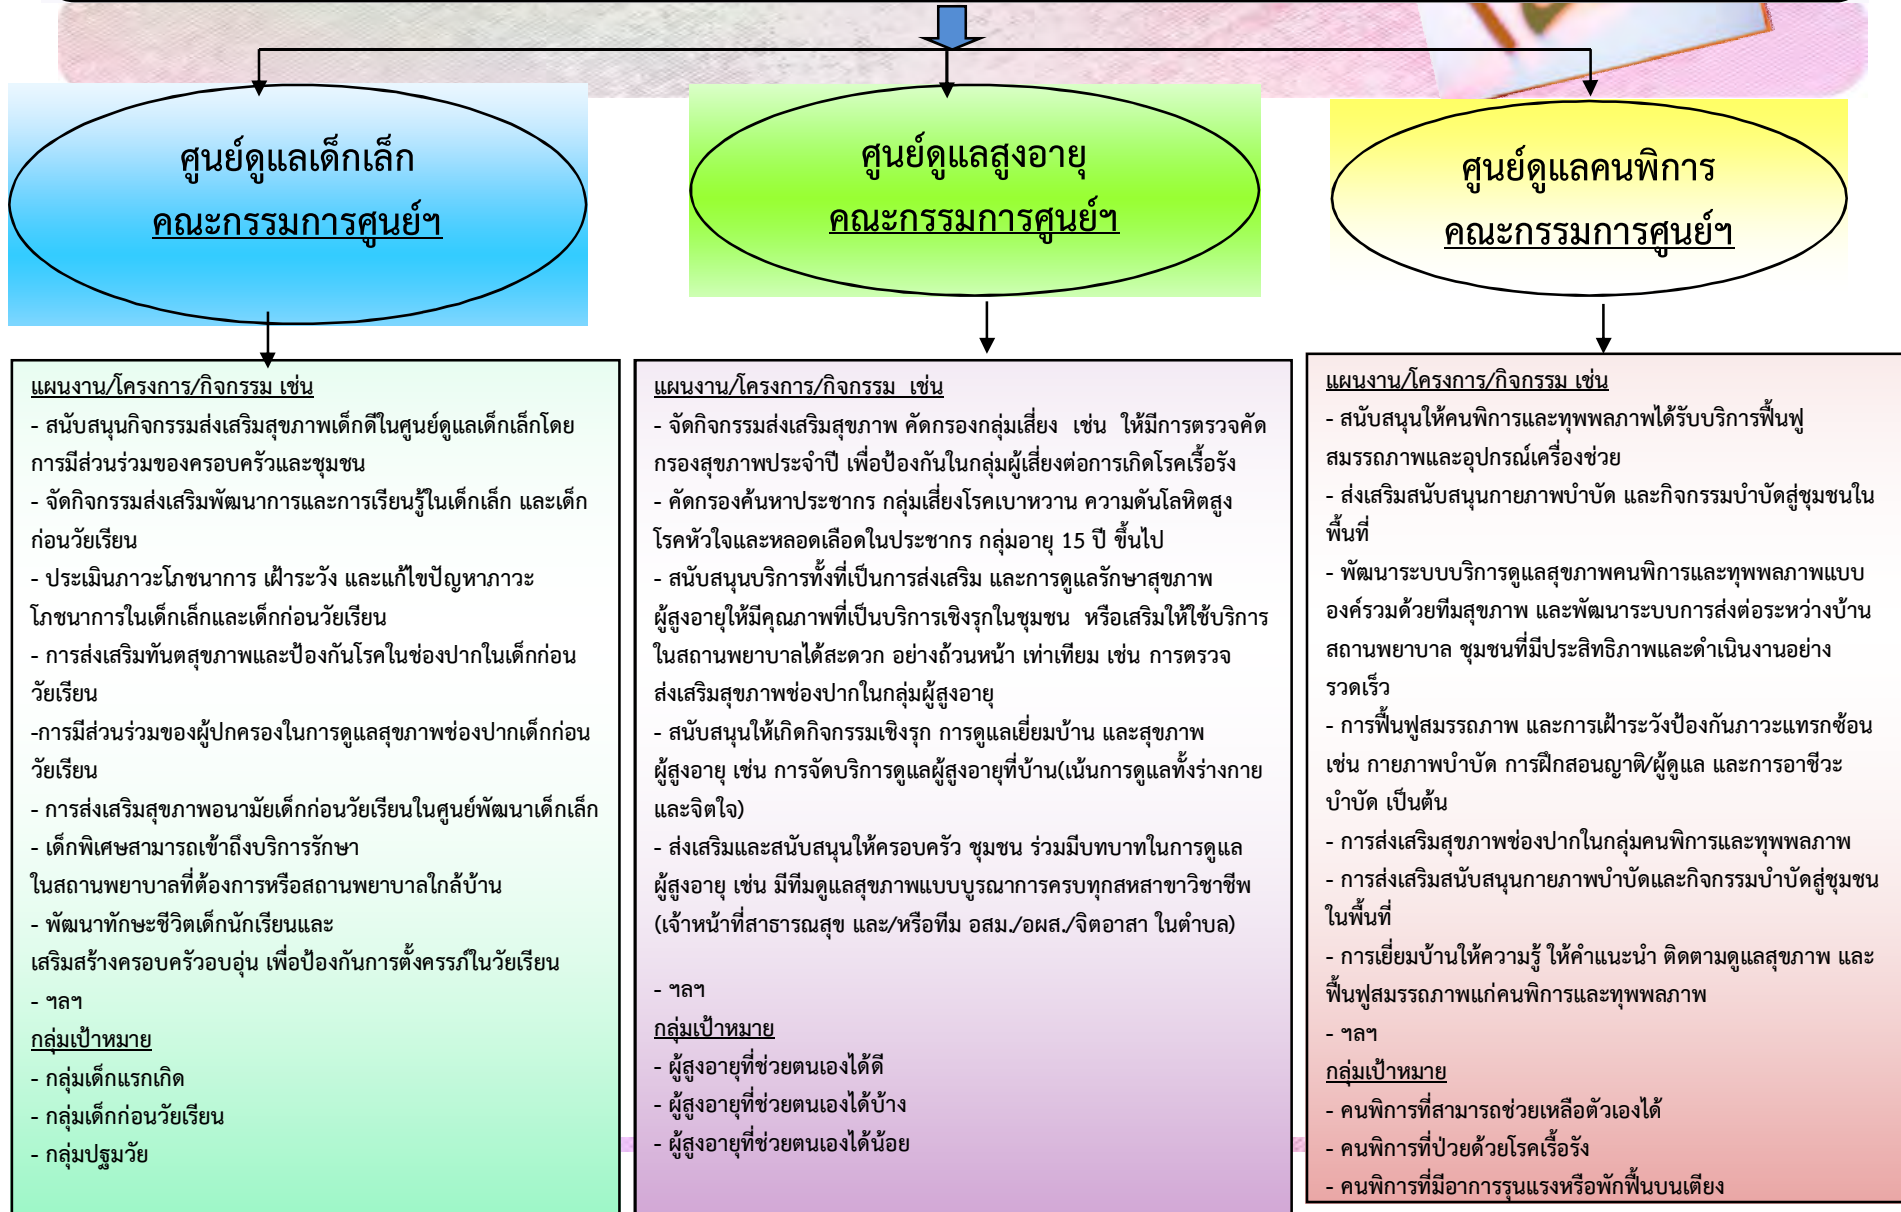 ศูนย์ดูแลเด็กเล็ก
คณะกรรมการศูนย์ฯ
ศูนย์ดูแลสูงอายุ
คณะกรรมการศูนย์ฯ
ศูนย์ดูแลคนพิการ
คณะกรรมการศูนย์ฯ
แผนงาน/โครงการ/กิจกรรม เช่น
- สนับสนุนกิจกรรมส่งเสริมสุขภาพเด็กดีในศูนย์ดูแลเด็กเล็กโดย
การมีส่วนร่วมของครอบครัวและชุมชน
- จัดกิจกรรมส่งเสริมพัฒนาการและการเรียนรู้ในเด็กเล็ก และเด็ก
ก่อนวัยเรียน
- ประเมินภาวะโภชนาการ เฝ้าระวัง และแก้ไขปัญหาภาวะ
โภชนาการในเด็กเล็กและเด็กก่อนวัยเรียน
- การส่งเสริมทันตสุขภาพและป้องกันโรคในช่องปากในเด็กก่อน
วัยเรียน
-การมีส่วนร่วมของผู้ปกครองในการดูแลสุขภาพช่องปากเด็กก่อน
วัยเรียน
- การส่งเสริมสุขภาพอนามัยเด็กก่อนวัยเรียนในศูนย์พัฒนาเด็กเล็ก
- เด็กพิเศษสามารถเข้าถึงบริการรักษา
ในสถานพยาบาลที่ต้องการหรือสถานพยาบาลใกล้บ้าน
- พัฒนาทักษะชีวิตเด็กนักเรียนและ
เสริมสร้างครอบครัวอบอุ่น เพื่อป้องกันการตั้งครรภ์ในวัยเรียน
- ฯลฯ
กลุ่มเป้าหมาย
- กลุ่มเด็กแรกเกิด
- กลุ่มเด็กก่อนวัยเรียน
- กลุ่มปฐมวัย
แผนงาน/โครงการ/กิจกรรม เช่น
- จัดกิจกรรมส่งเสริมสุขภาพ คัดกรองกลุ่มเสี่ยง เช่น ให้มีการตรวจคัด
กรองสุขภาพประจำปี เพื่อป้องกันในกลุ่มผู้เสี่ยงต่อการเกิดโรคเรื้อรัง
- คัดกรองค้นหาประชากร กลุ่มเสี่ยงโรคเบาหวาน ความดันโลหิตสูง
โรคหัวใจและหลอดเลือดในประชากร กลุ่มอายุ 15 ปี ขึ้นไป
- สนับสนุนบริการทั้งที่เป็นการส่งเสริม และการดูแลรักษาสุขภาพ
ผู้สูงอายุให้มีคุณภาพที่เป็นบริการเชิงรุกในชุมชน หรือเสริมให้ใช้บริการ
ในสถานพยาบาลได้สะดวก อย่างถ้วนหน้า เท่าเทียม เช่น การตรวจ
ส่งเสริมสุขภาพช่องปากในกลุ่มผู้สูงอายุ
- สนับสนุนให้เกิดกิจกรรมเชิงรุก การดูแลเยี่ยมบ้าน และสุขภาพ
ผู้สูงอายุ เช่น การจัดบริการดูแลผู้สูงอายุที่บ้าน(เน้นการดูแลทั้งร่างกาย
และจิตใจ)
- ส่งเสริมและสนับสนุนให้ครอบครัว ชุมชน ร่วมมีบทบาทในการดูแล
ผู้สูงอายุ เช่น มีทีมดูแลสุขภาพแบบบูรณาการครบทุกสหสาขาวิชาชีพ
(เจ้าหน้าที่สาธารณสุข และ/หรือทีม อสม./อผส./จิตอาสา ในตำบล)
- ฯลฯ
กลุ่มเป้าหมาย
- ผู้สูงอายุที่ช่วยตนเองได้ดี
- ผู้สูงอายุที่ช่วยตนเองได้บ้าง
- ผู้สูงอายุที่ช่วยตนเองได้น้อย
แผนงาน/โครงการ/กิจกรรม เช่น
- สนับสนุนให้คนพิการและทุพพลภาพได้รับบริการฟื้นฟู
สมรรถภาพและอุปกรณ์เครื่องช่วย
- ส่งเสริมสนับสนุนกายภาพบำบัด และกิจกรรมบำบัดสู่ชุมชนใน
พื้นที่
- พัฒนาระบบบริการดูแลสุขภาพคนพิการและทุพพลภาพแบบ
องค์รวมด้วยทีมสุขภาพ และพัฒนาระบบการส่งต่อระหว่างบ้าน
สถานพยาบาล ชุมชนที่มีประสิทธิภาพและดำเนินงานอย่าง
รวดเร็ว
- การฟื้นฟูสมรรถภาพ และการเฝ้าระวังป้องกันภาวะแทรกซ้อน
เช่น กายภาพบำบัด การฝึกสอนญาติ/ผู้ดูแล และการอาชีวะ
บำบัด เป็นต้น
- การส่งเสริมสุขภาพช่องปากในกลุ่มคนพิการและทุพพลภาพ
- การส่งเสริมสนับสนุนกายภาพบำบัดและกิจกรรมบำบัดสู่ชุมชน
ในพื้นที่
- การเยี่ยมบ้านให้ความรู้ ให้คำแนะนำ ติดตามดูแลสุขภาพ และ
ฟื้นฟูสมรรถภาพแก่คนพิการและทุพพลภาพ
- ฯลฯ
กลุ่มเป้าหมาย
- คนพิการที่สามารถช่วยเหลือตัวเองได้
- คนพิการที่ป่วยด้วยโรคเรื้อรัง
- คนพิการที่มีอาการรุนแรงหรือพักฟื้นบนเตียง